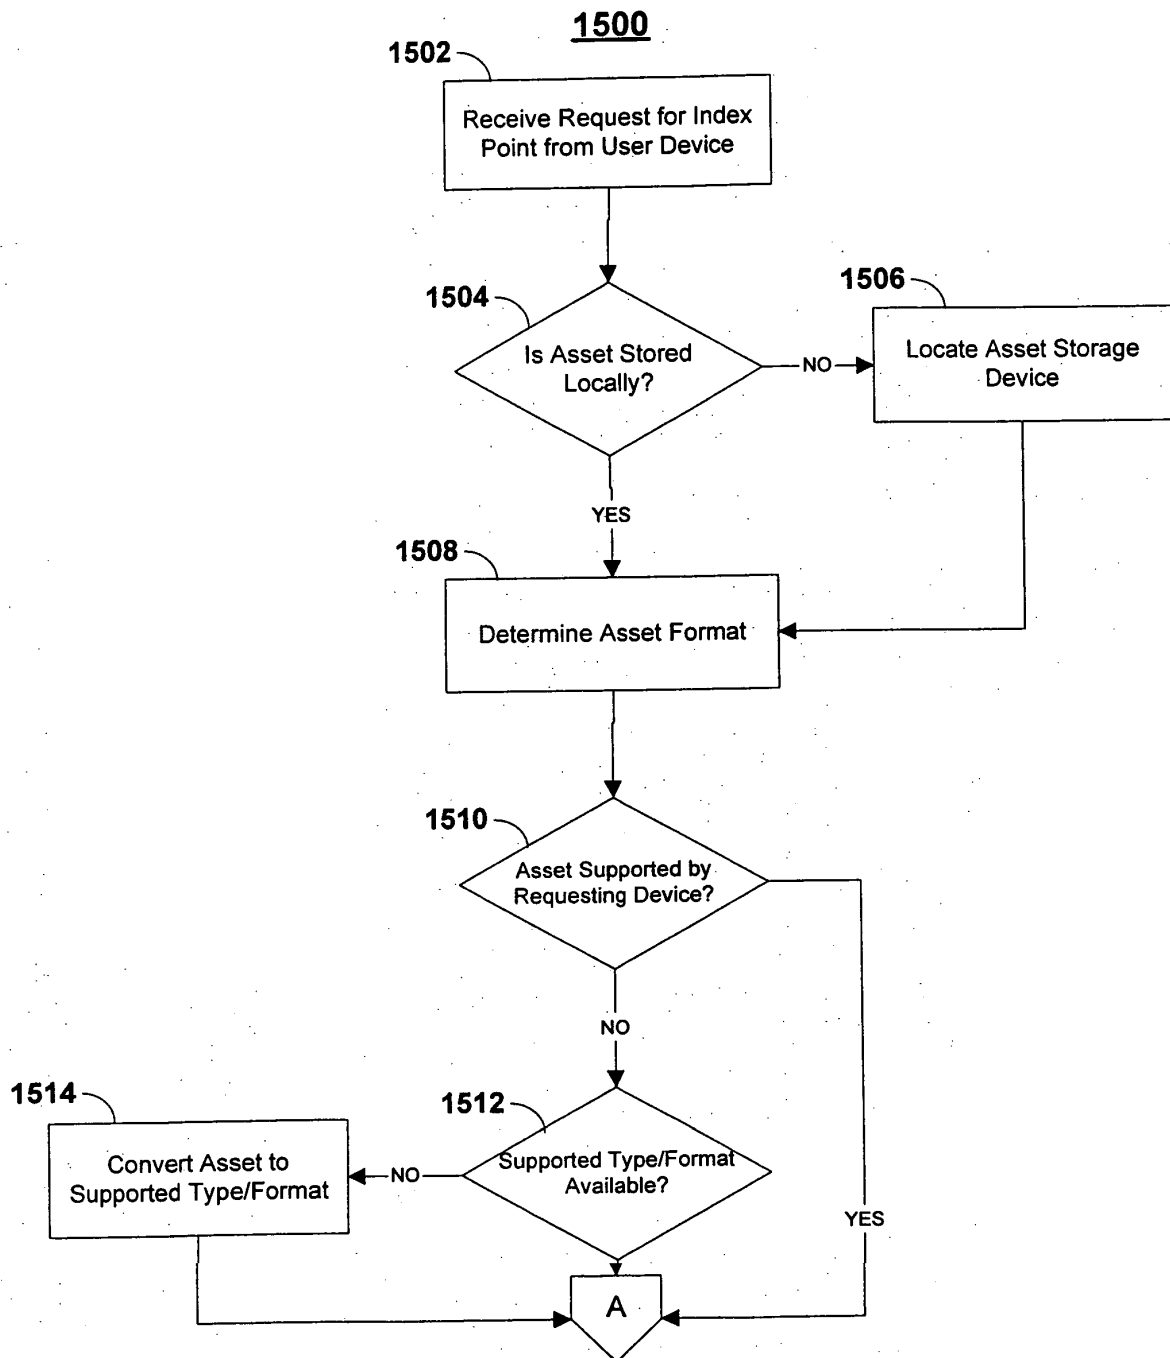 1500
1502
Receive Request for Index
Point from User Device
1504
Is Asset Stored
Locally?
NO
1506
Locate Asset Storage
Device
YES
1508
Determine Asset Format
1510
Asset Supported by
Requesting Device?
NO
YES
1512
Supported Type/Format
Available?
NO
1514
Convert Asset to
Supported Type/Format
A